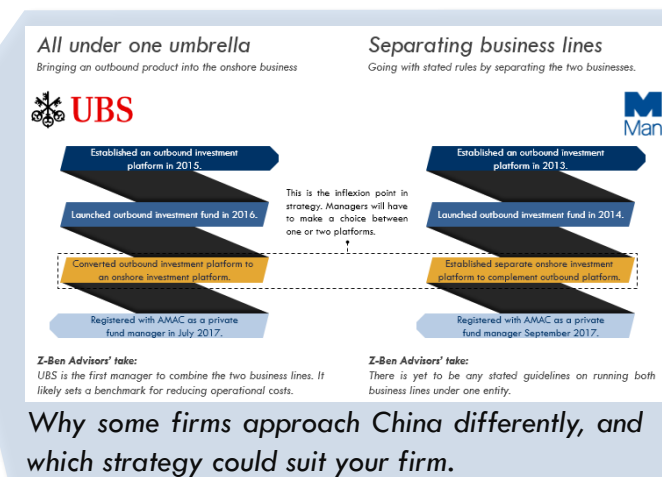 All under one umbrella
Bringing an outbound product into the onshore business
UBS
Established an outbound investment
platform in 2015.
Launched outbound investment fund in 2016.
Converted outbound investment platform to
an onshore investment platform.
Registered with AMAC as a private
fund manager in July 2017.
Z-Ben Advisors' take:
UBS is the first manager to combine the two business lines. It
likely sets a benchmark for reducing operational costs.
This is the inflexion point in
strategy. Managers will have
to make a choice between
one or two platforms.
Separating business lines
Going with stated rules by separating the two businesses.
M
Man
Established an outbound investment
platform in 2013.
Launched outbound investment fund in 2014.
Established separate onshore investment
platform to complement outbound platform.
Registered with AMAC as a private
fund manager September 2017.
Z-Ben Advisors' take:
There is yet to be any stated guidelines on running both
business lines under one entity.
Why some firms approach China differently, and
which strategy could suit your firm.